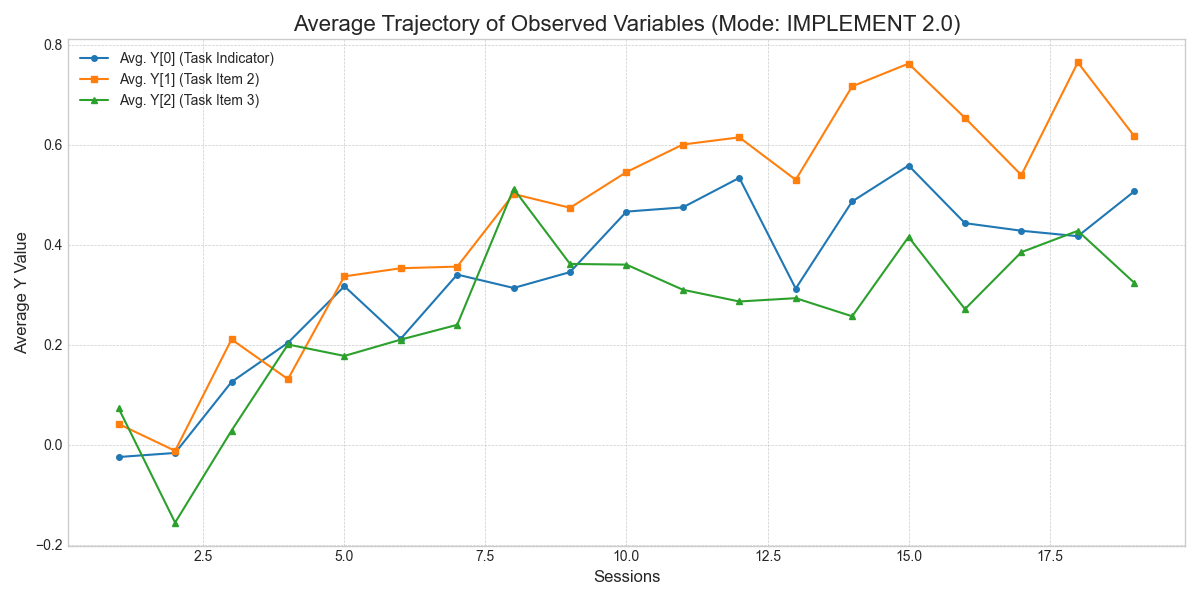 Average Trajectory of Observed Variables (Mode: IMPLEMENT 2.0)
Avg. Y[0] (Task Indicator)
Avg. Y[1] (Task Item 2)
Avg. Y[2] (Task Item 3)
Average Y Value
0.8
0.6
0.4
0.2
0.0
−0.2
2.5
5.0
7.5
10.0
12.5
15.0
17.5
Sessions